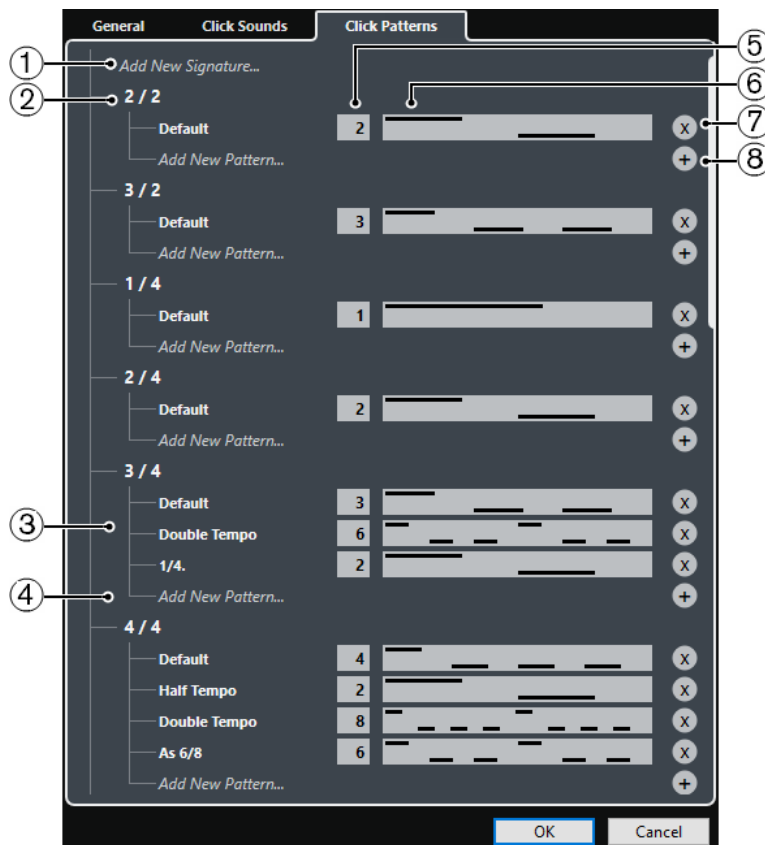 General Click Sounds Click Patterns
① Add New Signature... ⑤
② 2 / 2 ⑥
Default 2 X ⑦
Add New Pattern... + ⑧
3 / 2
Default 3 X
Add New Pattern... +
1 / 4
Default 1 X
Add New Pattern... +
2 / 4
Default 2 X
Add New Pattern... +
3 / 4
Default 3 X
③ Double Tempo 6 X
1/4. 2 X
④ Add New Pattern... +
4 / 4
Default 4 X
Half Tempo 2 X
Double Tempo 8 X
As 6/8 6 X
Add New Pattern... +
OK Cancel